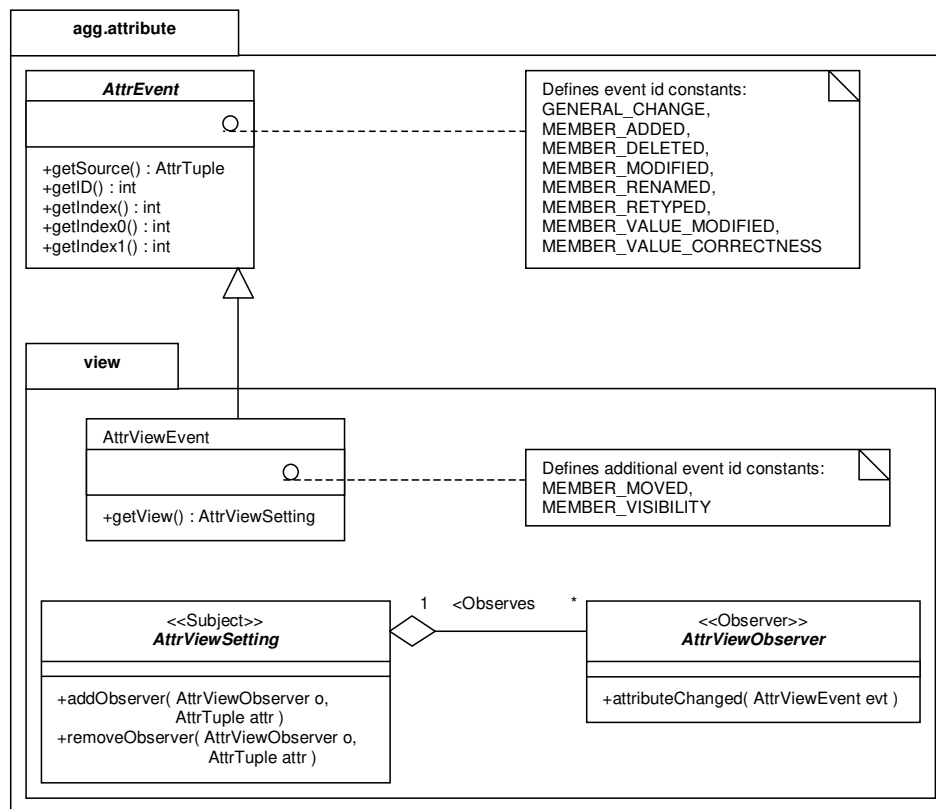 agg.attribute
AttrEvent
+getSource() : AttrTuple
+getID() : int
+getIndex() : int
+getIndex0() : int
+getIndex1() : int
Defines event id constants:
GENERAL_CHANGE,
MEMBER_ADDED,
MEMBER_DELETED,
MEMBER_MODIFIED,
MEMBER_RENAMED,
MEMBER_RETYPED,
MEMBER_VALUE_MODIFIED,
MEMBER_VALUE_CORRECTNESS
view
AttrViewEvent
+getView() : AttrViewSetting
Defines additional event id constants:
MEMBER_MOVED,
MEMBER_VISIBILITY
<<Subject>>
AttrViewSetting
+addObserver( AttrViewObserver o,
AttrTuple attr )
+removeObserver( AttrViewObserver o,
AttrTuple attr )
1 <Observes *
<<Observer>>
AttrViewObserver
+attributeChanged( AttrViewEvent evt )